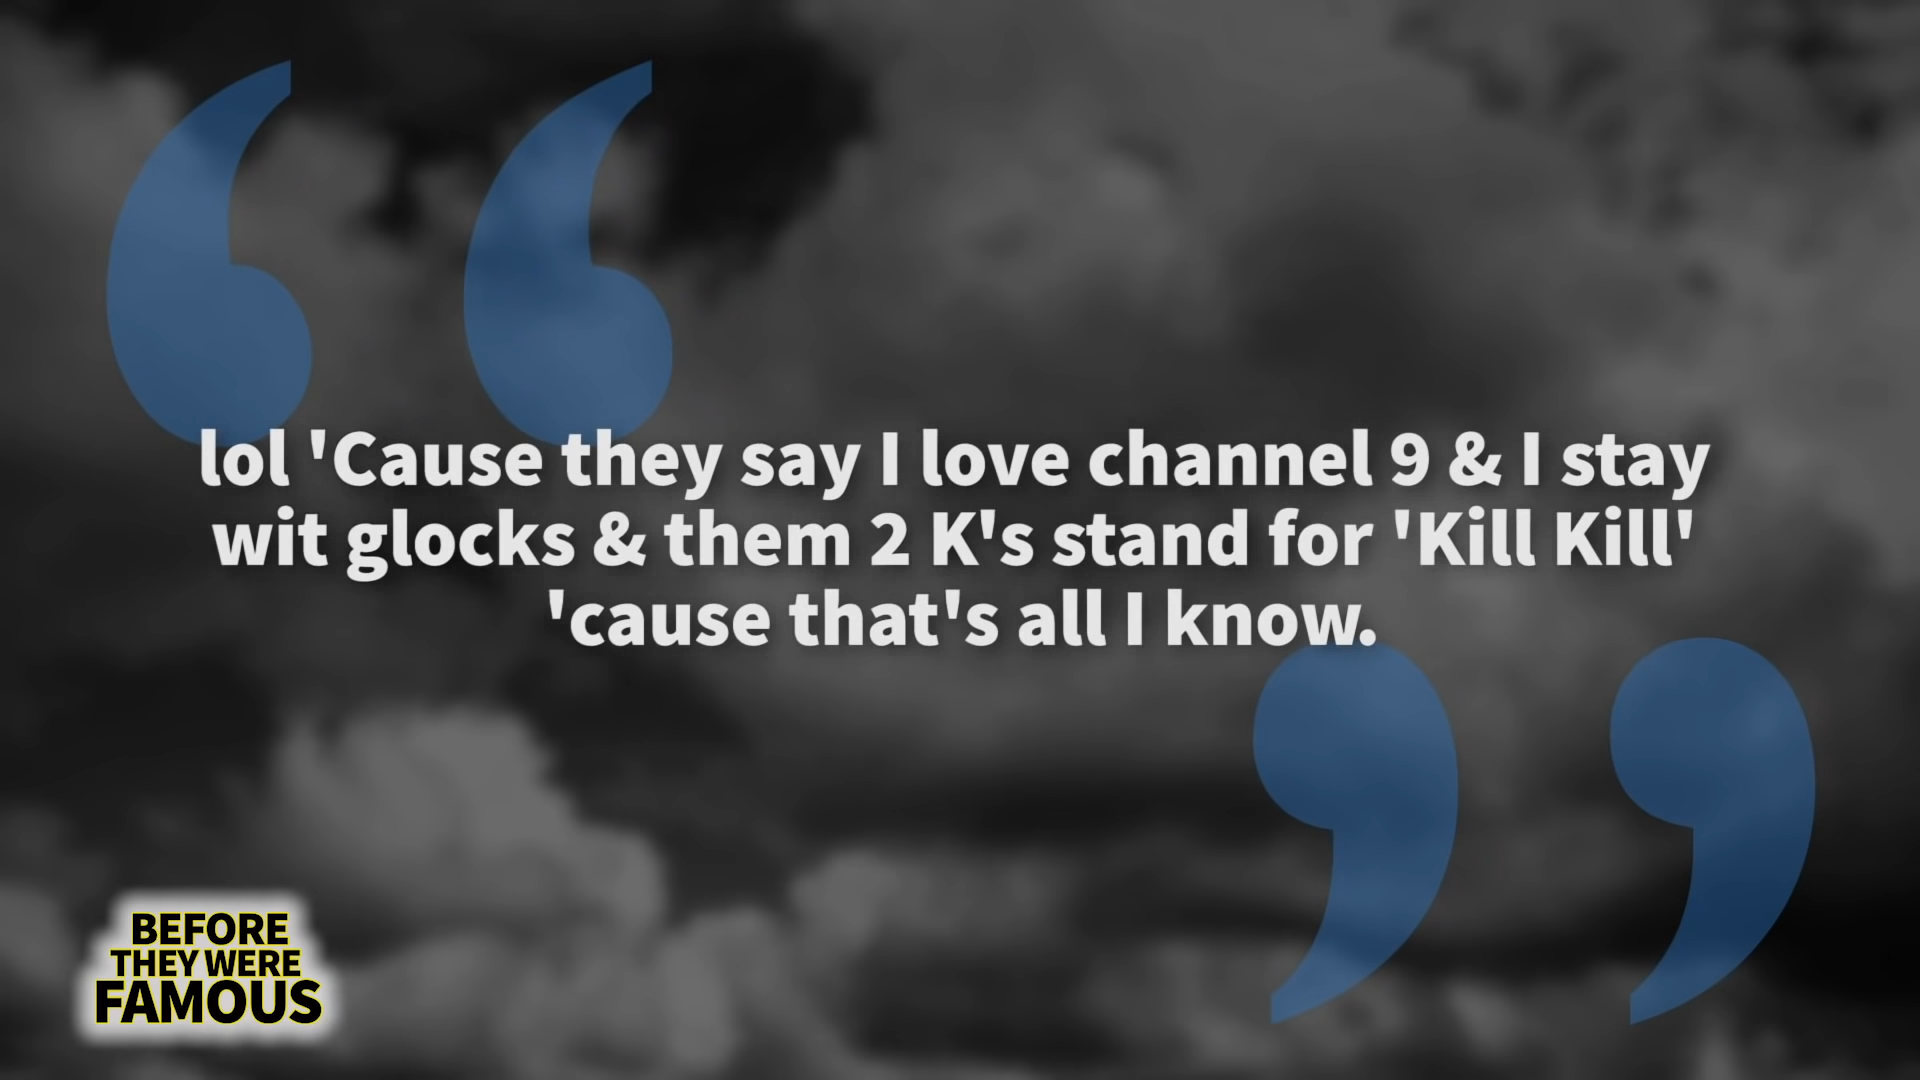 lol 'Cause they say I love channel 9 & I stay
wit glocks & them 2 K's stand for 'Kill Kill'
'cause that's all I know.
BEFORE
THEY WERE
FAMOUS